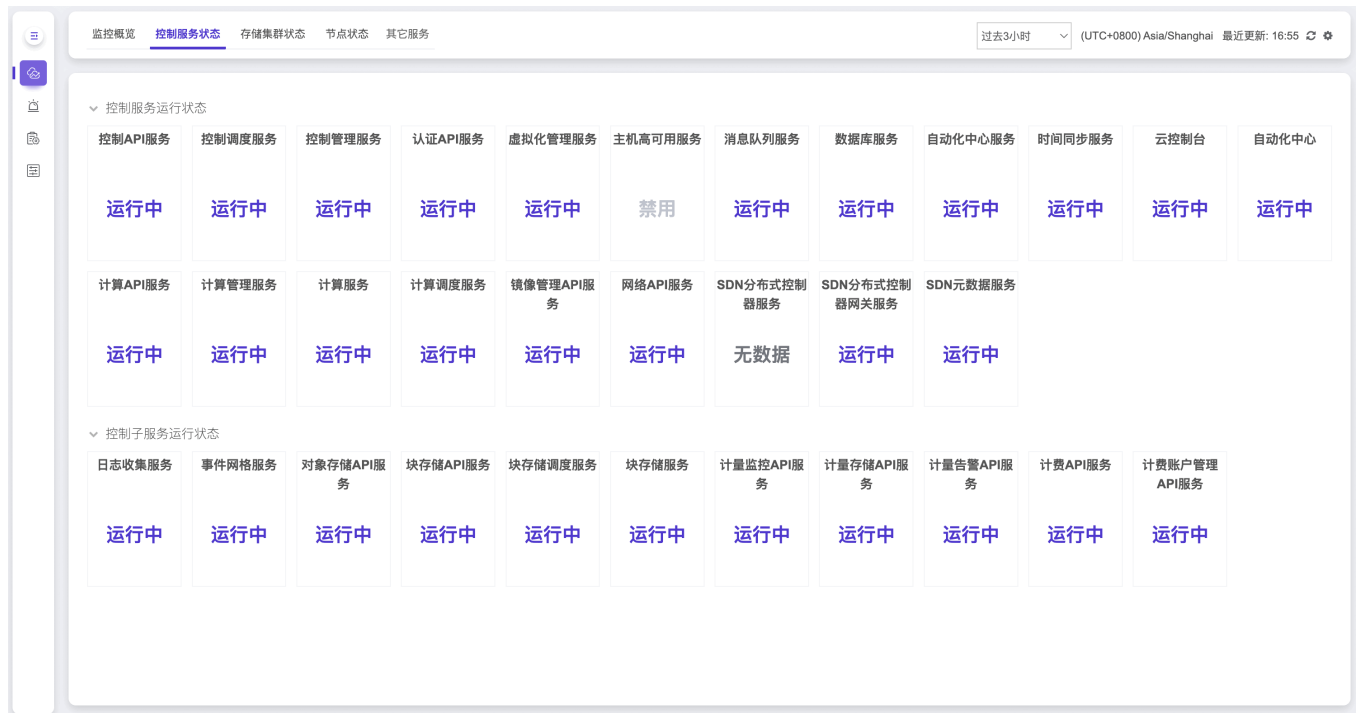 监控概览 控制服务状态 存储集群状态 节点状态 其它服务 过去3小时 (UTC+0800) Asia/Shanghai 最近更新: 16:55
控制服务运行状态
控制API服务 控制调度服务 控制管理服务 认证API服务 虚拟化管理服务 主机高可用服务 消息队列服务 数据库服务 自动化中心服务 时间同步服务 云控制台 自动化中心
运行中 运行中 运行中 运行中 运行中 禁用 运行中 运行中 运行中 运行中 运行中 运行中
计算API服务 计算管理服务 计算服务 计算调度服务 镜像管理API服 网络API服务 SDN分布式控制 SDN分布式控制 SDN元数据服务
务 器服务 器网关服务
运行中 运行中 运行中 运行中 运行中 运行中 无数据 运行中 运行中
控制子服务运行状态
日志收集服务 事件网格服务 对象存储API服 块存储API服务 块存储调度服务 块存储服务 计量监控API服 计量存储API服 计量告警API服 计费API服务 计费账户管理
务 务 务 务 API服务
运行中 运行中 运行中 运行中 运行中 运行中 运行中 运行中 运行中 运行中 运行中